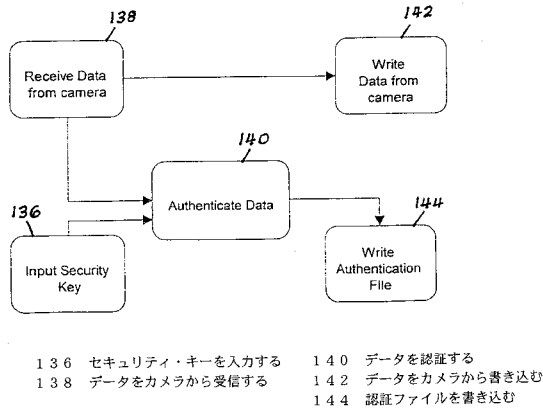 138
Receive Data
from camera
142
Write
Data from
camera
140
Authenticate Data
136
Input Security
Key
144
Write
Authentication
File
136 セキュリティ・キーを入力する
138 データをカメラから受信する
140 データを認証する
142 データをカメラから書き込む
144 認証ファイルを書き込む